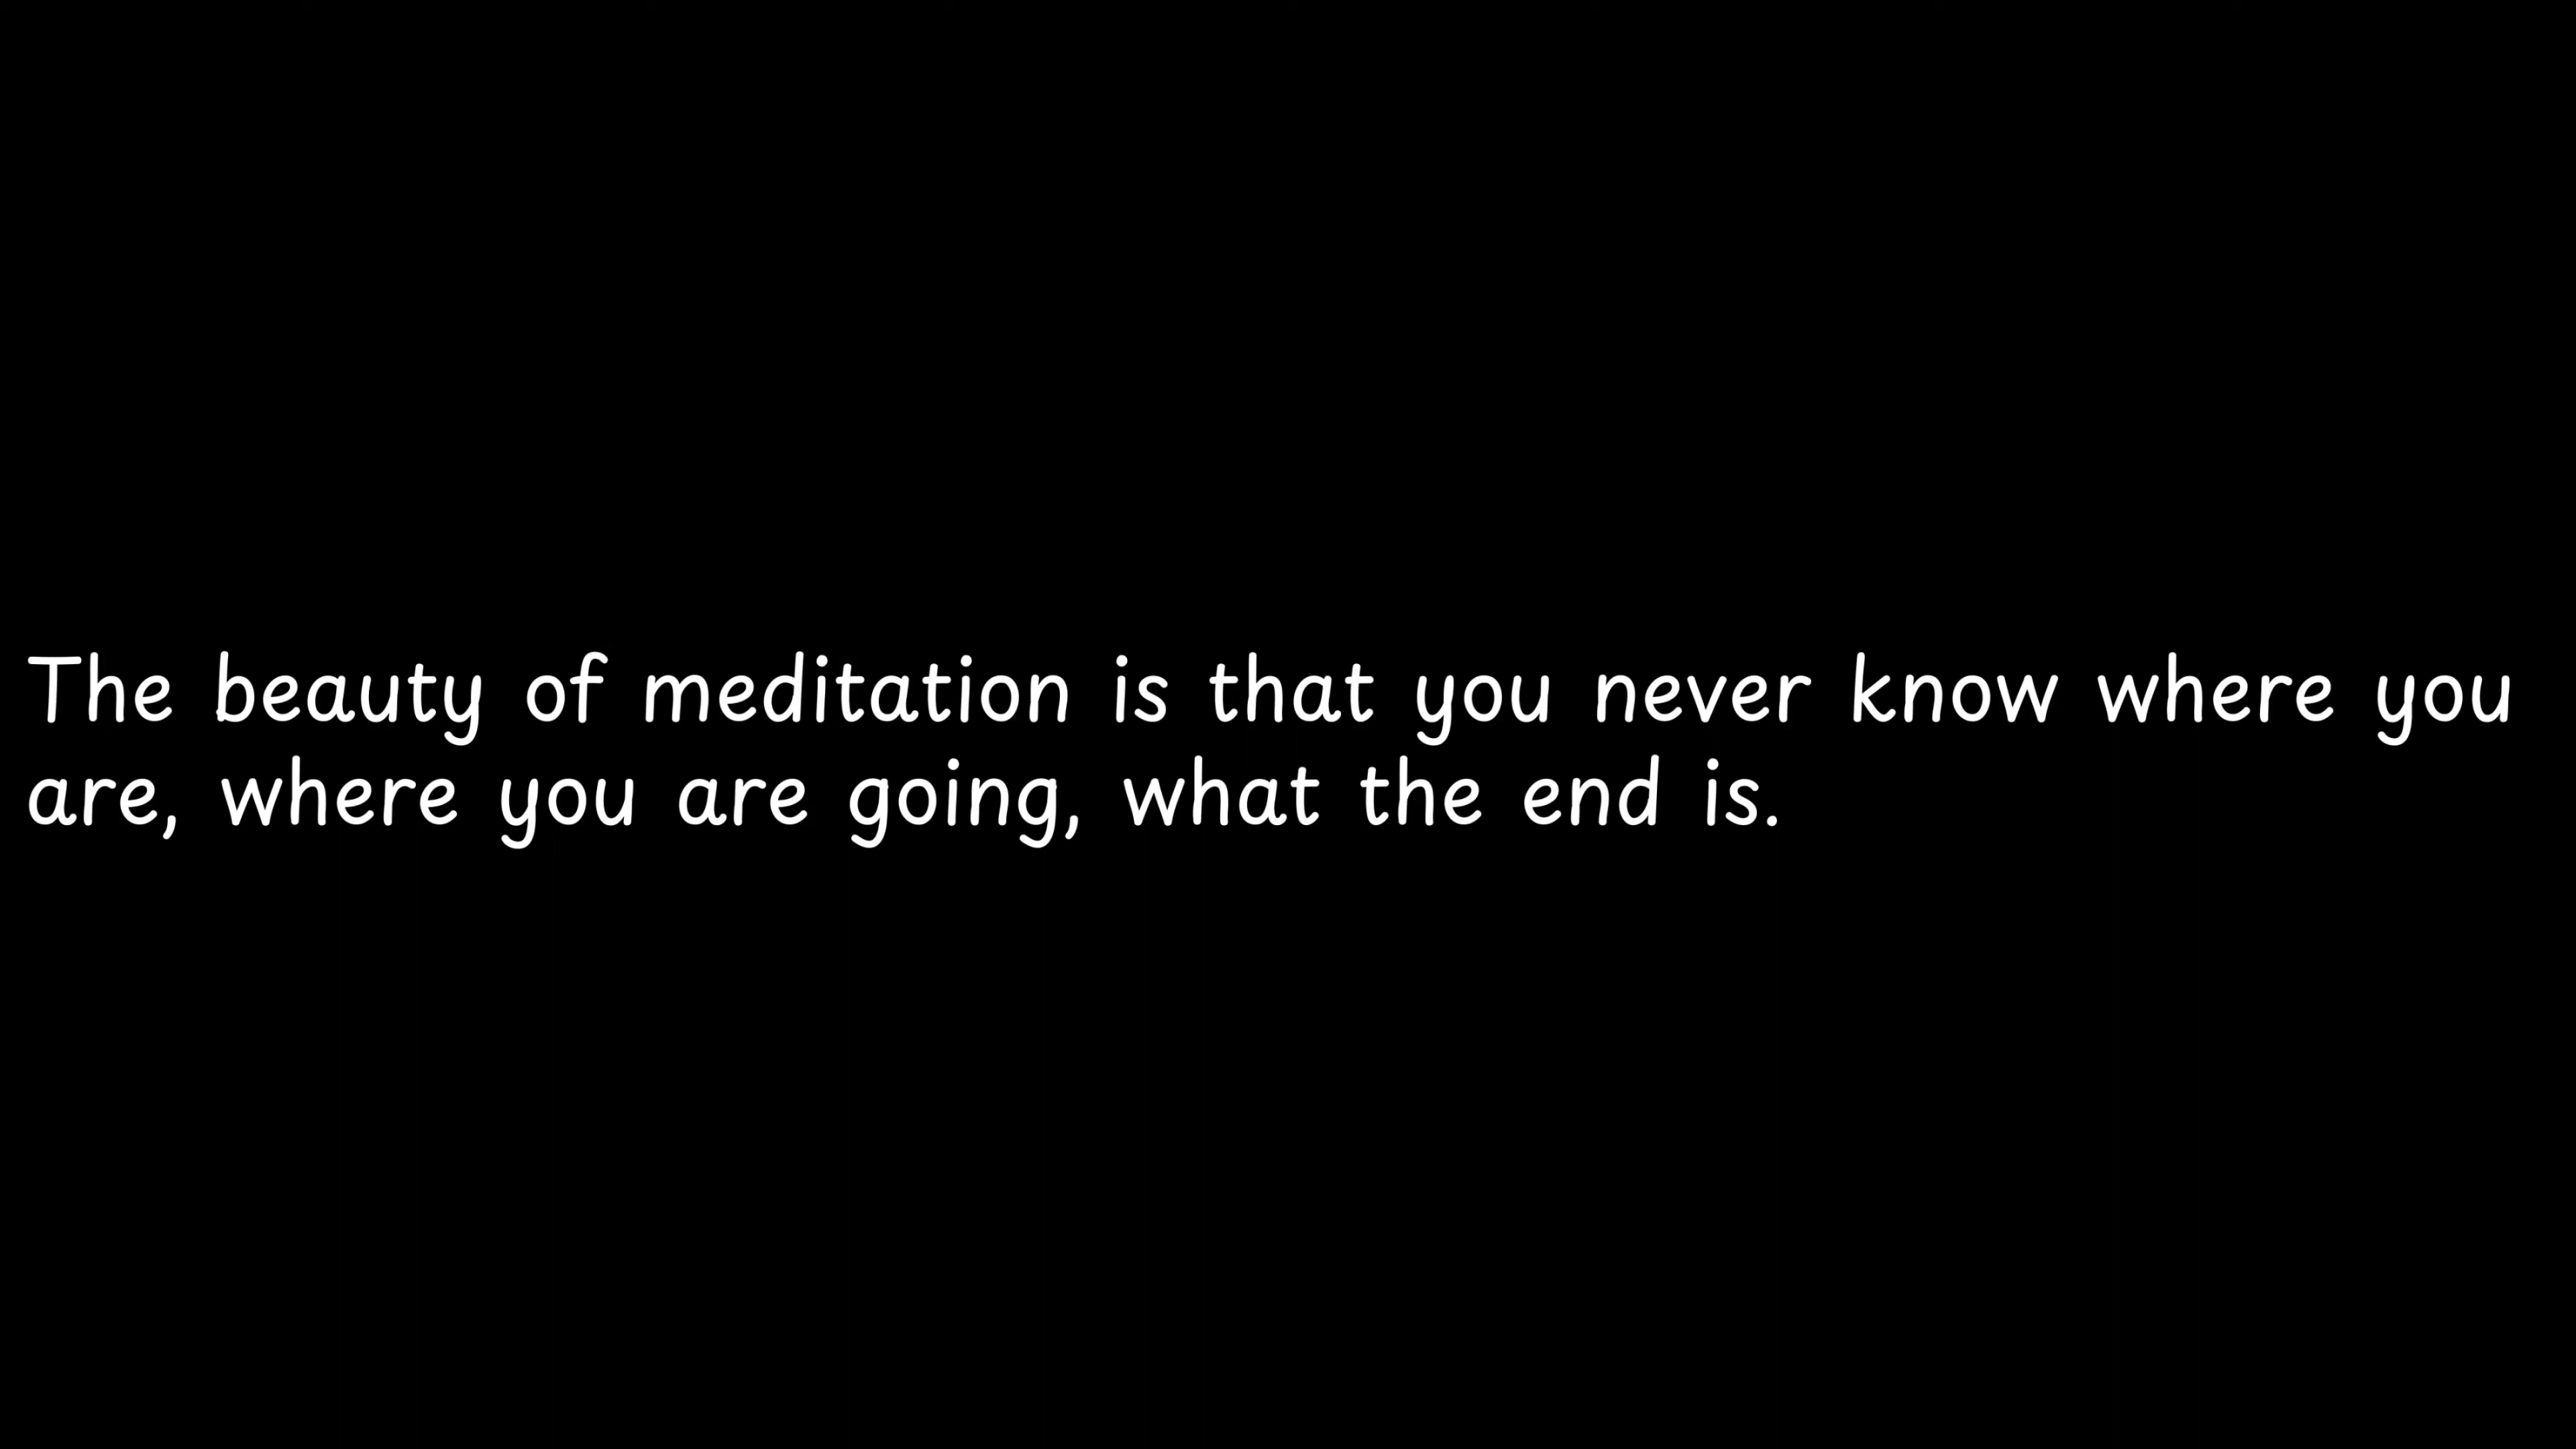 The beauty of meditation is that you never know where you
are, where you are going, what the end is.